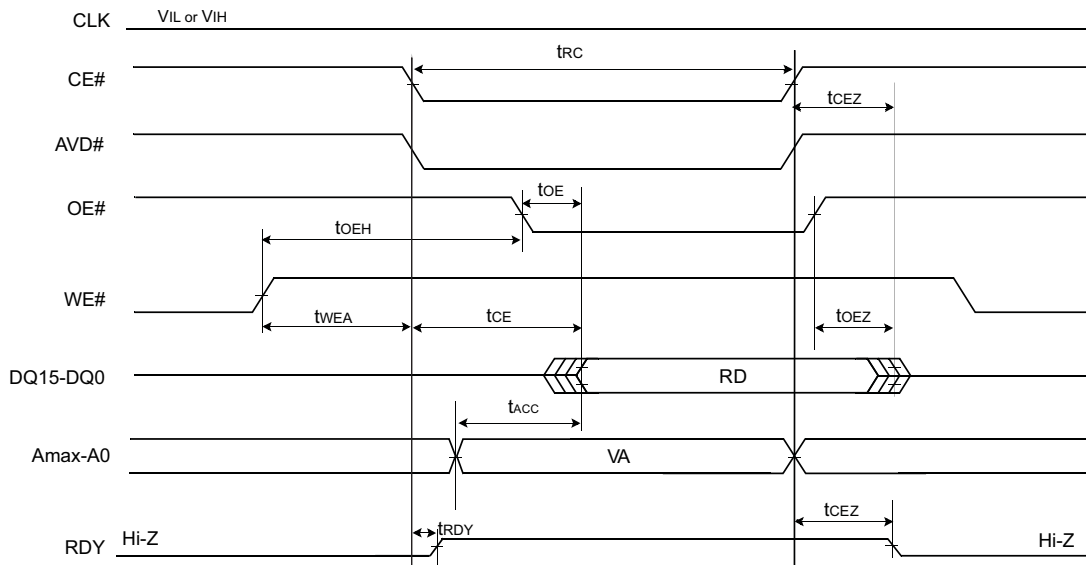 CLK VIL or VIH
tRC
CE#
tCEZ
AVD#
tOE
OE#
tOEH
WE#
tWEA tCE tOEZ
DQ15-DQ0 RD
tACC
Amax-A0 VA
tCEZ
RDY Hi-Z tRDY Hi-Z